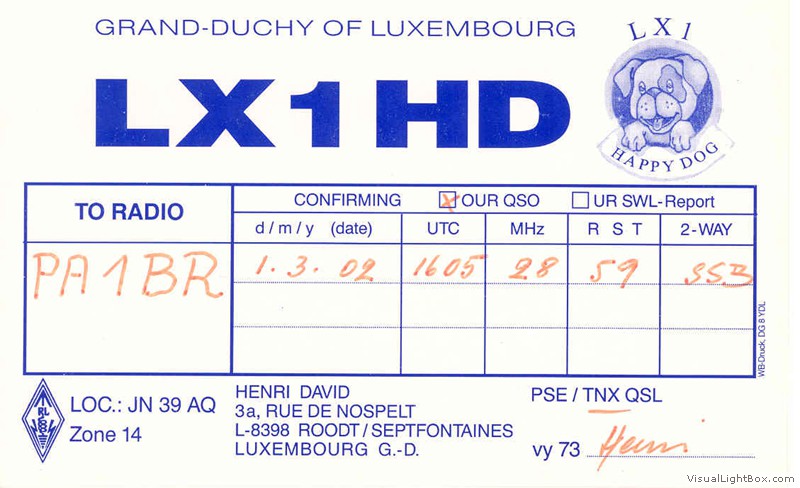 GRAND-DUCHY OF LUXEMBOURG
LX1HD
LX1
HAPPY DOG
TO RADIO
CONFIRMING X OUR QSO UR SWL-Report
d / m / y (date) UTC MHz R S T 2-WAY
PA1BR 1.3.02 1605 28 59 SSB
WB-Druck, DG 8 YDL
LOC.: JN 39 AQ
Zone 14
HENRI DAVID
3a, RUE DE NOSPELT
L-8398 ROODT / SEPTFONTAINES
LUXEMBOURG G.-D.
PSE / TNX QSL
vy 73 Henri
VisualLightBox.com